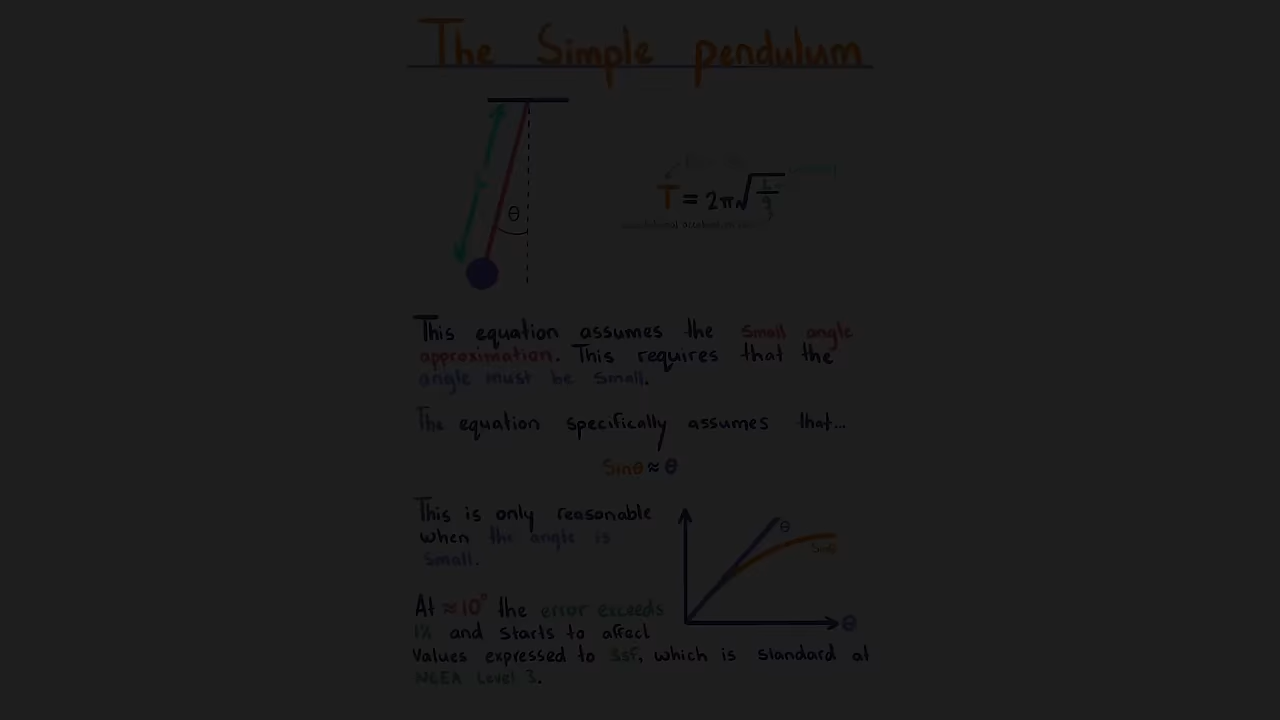 The Simple pendulum
θ
T = 2π√L/g
This equation assumes the small angle
approximation. This requires that the
angle must be small.
The equation specifically assumes that...
Sinθ ≈ θ
This is only reasonable
when the angle is
small.
θ
Sinθ
θ
At ≈10° the error exceeds
1% and starts to affect
values expressed to 3sf, which is standard at
NCEA Level 3.